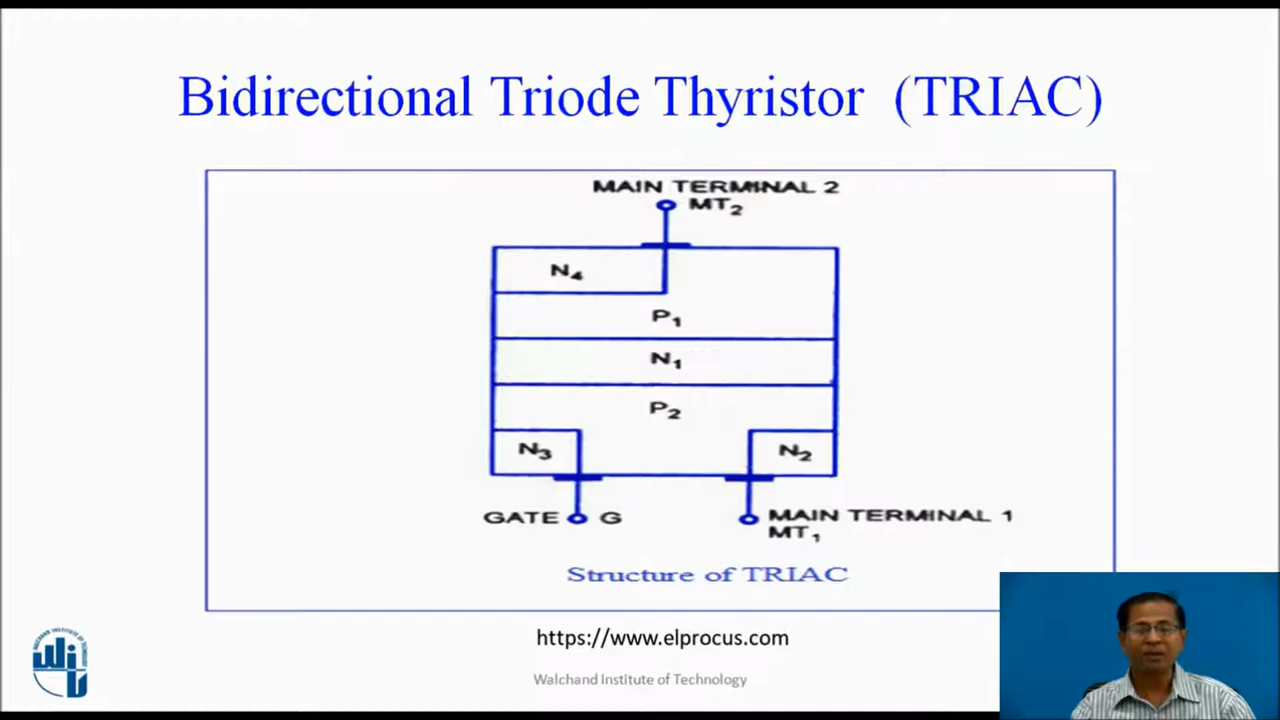 Bidirectional Triode Thyristor (TRIAC)
MAIN TERMINAL 2
MT2
N4
P1
N1
P2
N3
N2
GATE G
MAIN TERMINAL 1
MT1
Structure of TRIAC
https://www.elprocus.com
Walchand Institute of Technology